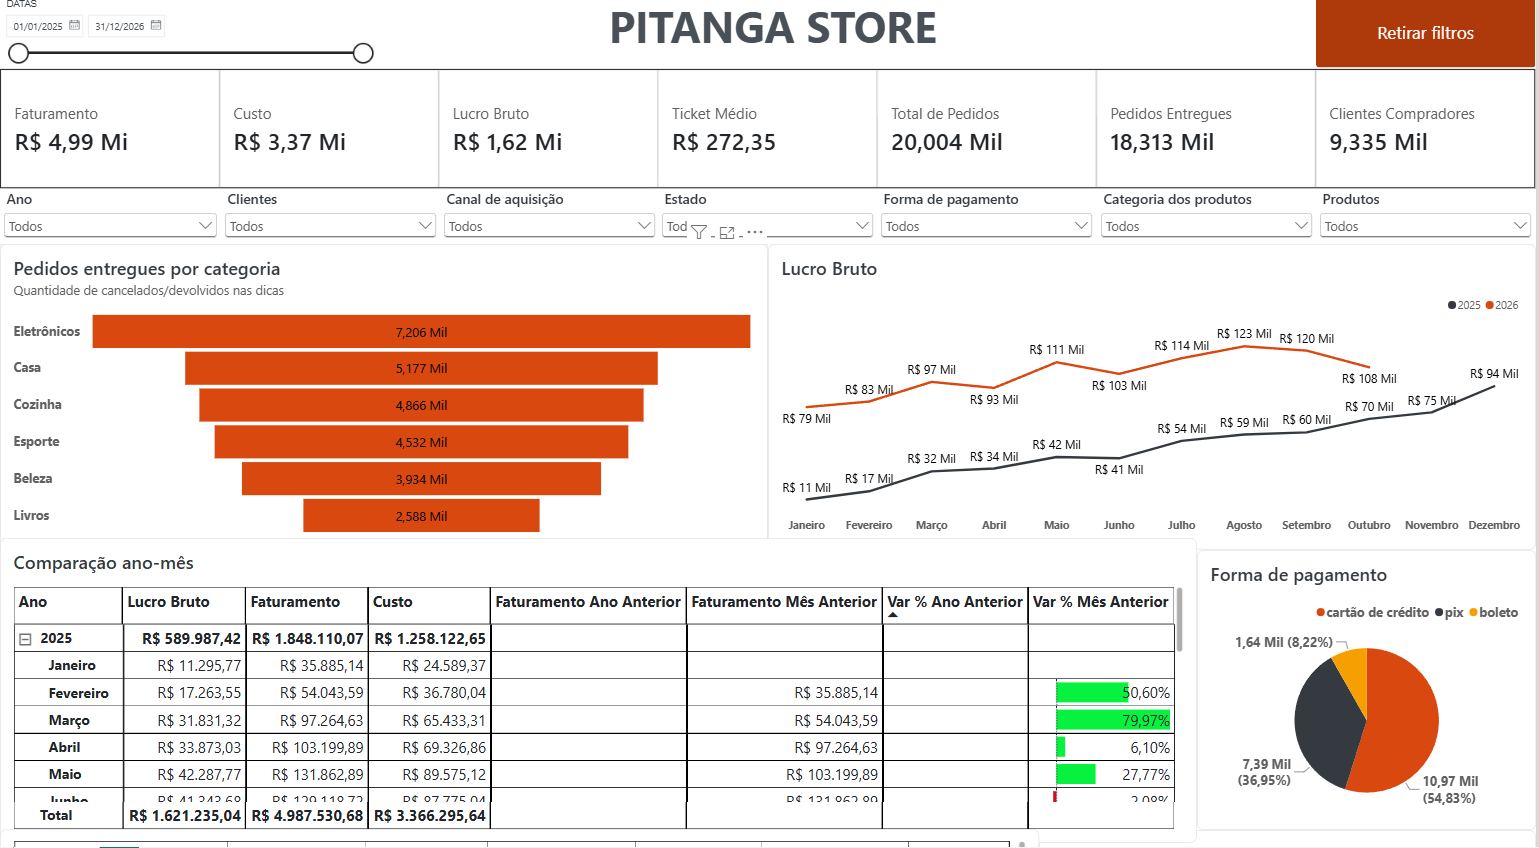 DATAS
01/01/2025 31/12/2026
PITANGA STORE
Retirar filtros
Faturamento
R$ 4,99 Mi
Custo
R$ 3,37 Mi
Lucro Bruto
R$ 1,62 Mi
Ticket Médio
R$ 272,35
Total de Pedidos
20,004 Mil
Pedidos Entregues
18,313 Mil
Clientes Compradores
9,335 Mil
Ano
Todos
Clientes
Todos
Canal de aquisição
Todos
Estado
Tod
Forma de pagamento
Todos
Categoria dos produtos
Todos
Produtos
Todos
Pedidos entregues por categoria
Quantidade de cancelados/devolvidos nas dicas
Eletrônicos 7,206 Mil
Casa 5,177 Mil
Cozinha 4,866 Mil
Esporte 4,532 Mil
Beleza 3,934 Mil
Livros 2,588 Mil
Lucro Bruto
2025 2026
R$ 79 Mil R$ 83 Mil R$ 97 Mil R$ 93 Mil R$ 111 Mil R$ 103 Mil R$ 114 Mil R$ 123 Mil R$ 120 Mil R$ 108 Mil
R$ 11 Mil R$ 17 Mil R$ 32 Mil R$ 34 Mil R$ 42 Mil R$ 41 Mil R$ 54 Mil R$ 59 Mil R$ 60 Mil R$ 70 Mil R$ 75 Mil R$ 94 Mil
Janeiro Fevereiro Março Abril Maio Junho Julho Agosto Setembro Outubro Novembro Dezembro
Comparação ano-mês
Ano Lucro Bruto Faturamento Custo Faturamento Ano Anterior Faturamento Mês Anterior Var % Ano Anterior Var % Mês Anterior
2025 R$ 589.987,42 R$ 1.848.110,07 R$ 1.258.122,65
Janeiro R$ 11.295,77 R$ 35.885,14 R$ 24.589,37
Fevereiro R$ 17.263,55 R$ 54.043,59 R$ 36.780,04 R$ 35.885,14 50,60%
Março R$ 31.831,32 R$ 97.264,63 R$ 65.433,31 R$ 54.043,59 79,97%
Abril R$ 33.873,03 R$ 103.199,89 R$ 69.326,86 R$ 97.264,63 6,10%
Maio R$ 42.287,77 R$ 131.862,89 R$ 89.575,12 R$ 103.199,89 27,77%
Junho R$ 41.343,68 R$ 129.118,72 R$ 87.775,04 R$ 131.862,89 2,08%
Total R$ 1.621.235,04 R$ 4.987.530,68 R$ 3.366.295,64
Forma de pagamento
cartão de crédito pix boleto
1,64 Mil (8,22%)
7,39 Mil
(36,95%)
10,97 Mil
(54,83%)